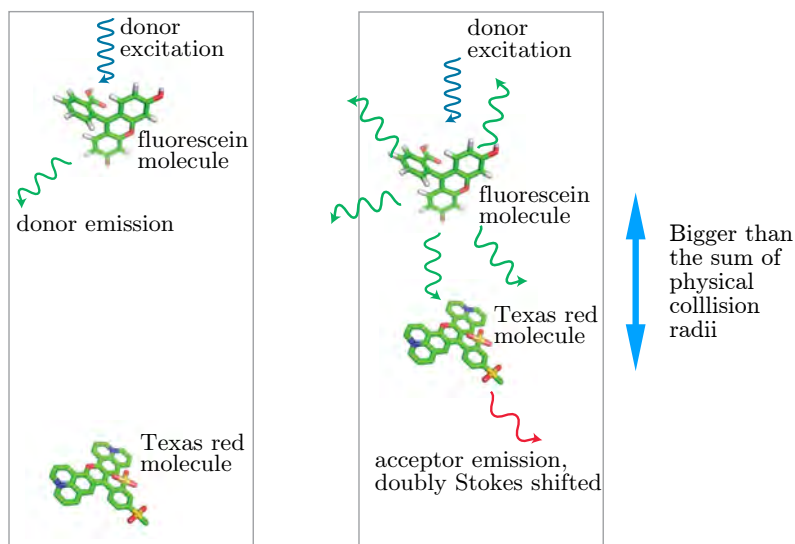 donor
excitation
fluorescein
molecule
donor emission
Texas red
molecule
donor
excitation
fluorescein
molecule
Texas red
molecule
acceptor emission,
doubly Stokes shifted
Bigger than
the sum of
physical
colllision
radii